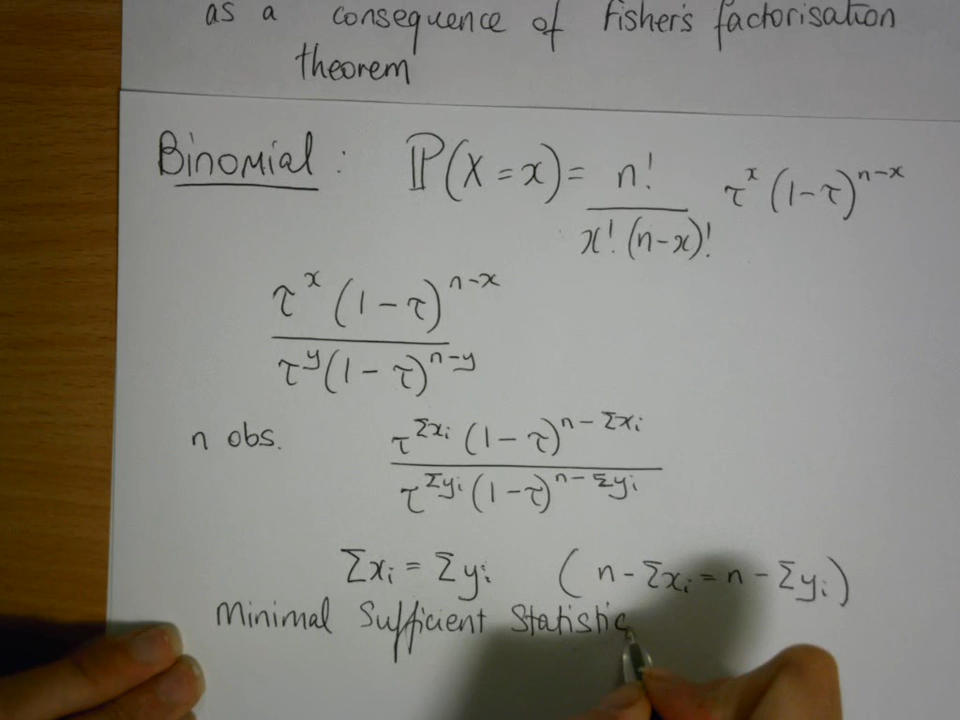 as a consequence of Fisher's factorisation
theorem
Binomial : ℙ(X = x) = n! / x! (n-x)! τ^x (1-τ)^{n-x}
τ^x (1-τ)^{n-x}
τ^y (1-τ)^{n-y}
n obs. τ^{Σxᵢ} (1-τ)^{n-Σxᵢ}
τ^{Σyᵢ} (1-τ)^{n-Σyᵢ}
Σxᵢ = Σyᵢ (n-Σxᵢ = n-Σyᵢ)
Minimal Sufficient Statistic